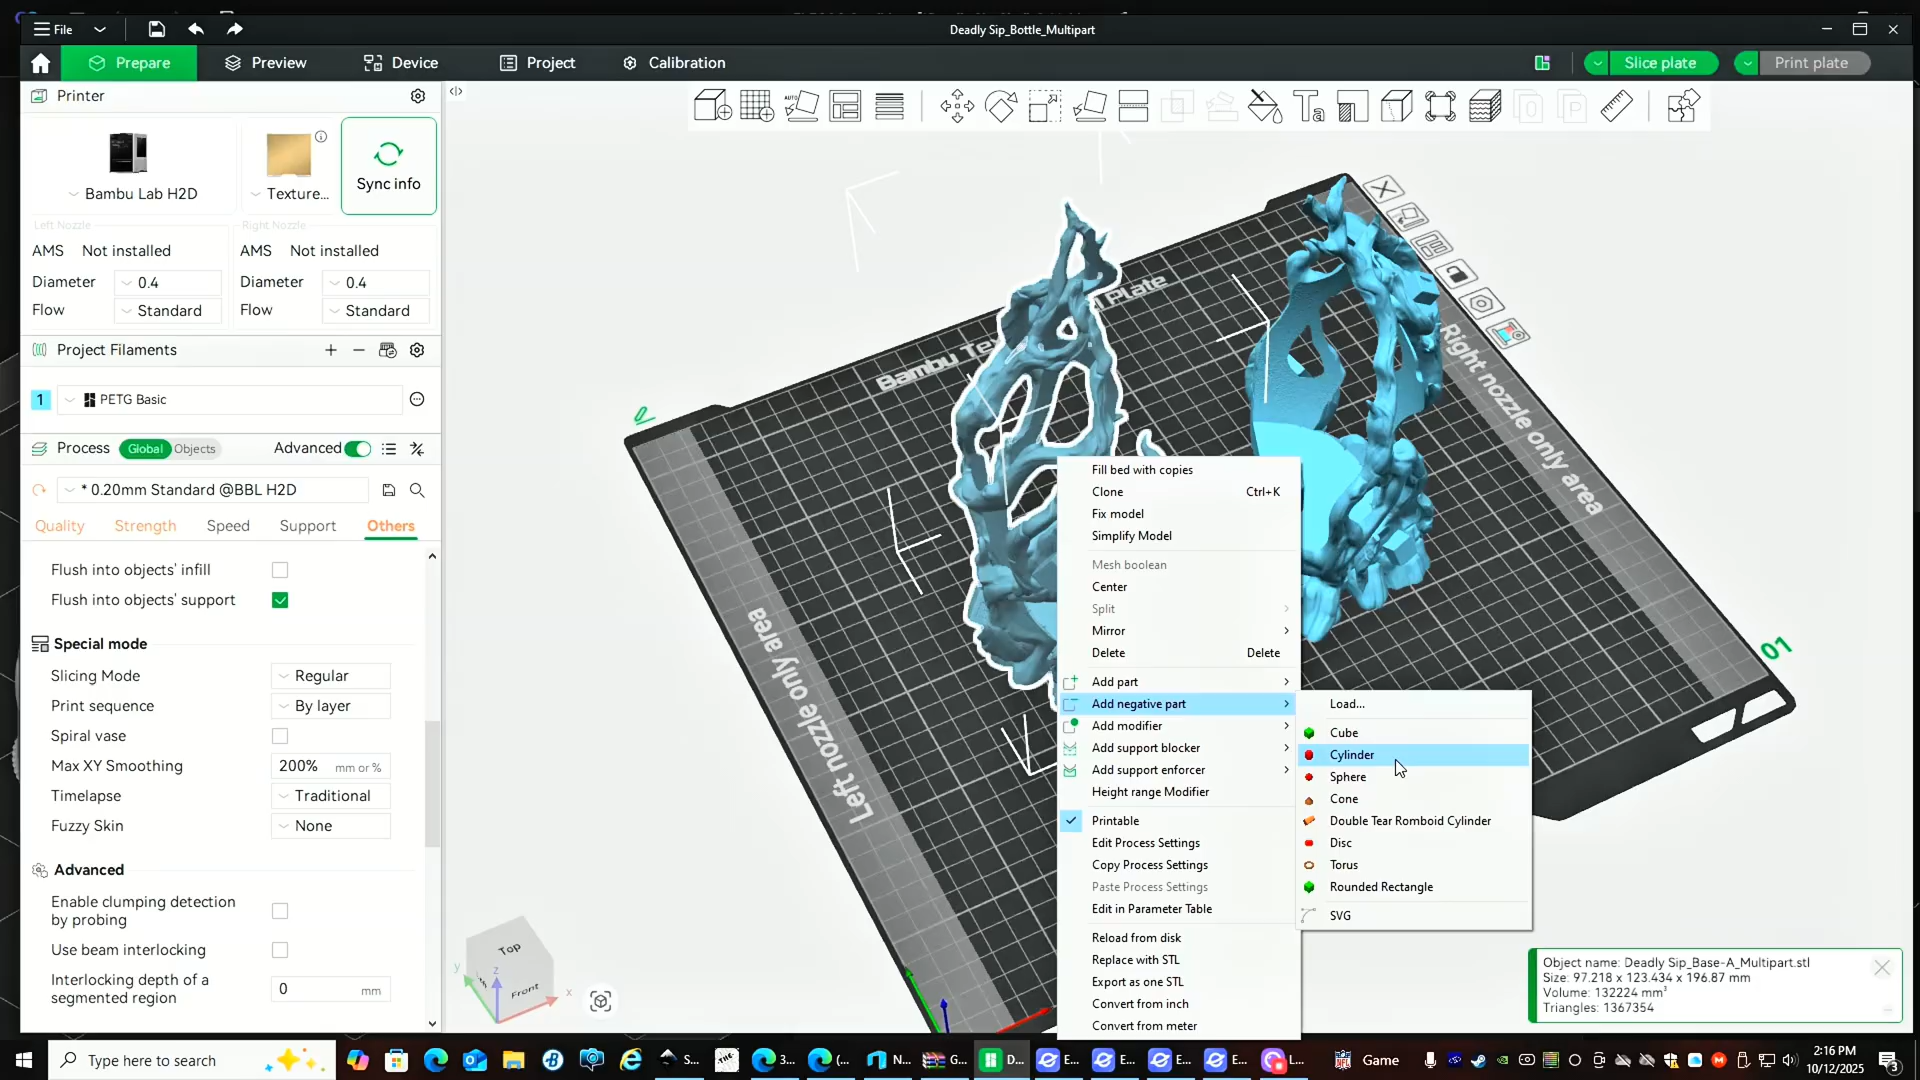 File
Deadly Sip_Bottle_Multipart
Prepare
Preview
Device
Project
Calibration
Slice plate
Print plate
Printer
Bambu Lab H2D
Texture...
Sync info
Left Nozzle
Right Nozzle
AMS Not installed
AMS Not installed
Diameter 0.4
Diameter 0.4
Flow Standard
Flow Standard
Project Filaments
1 PETG Basic
Process Global Objects Advanced
* 0.20mm Standard @BBL H2D
Quality Strength Speed Support Others
Flush into objects' infill
Flush into objects' support
Special mode
Slicing Mode Regular
Print sequence By layer
Spiral vase
Max XY Smoothing 200% mm or %
Timelapse Traditional
Fuzzy Skin None
Advanced
Enable clumping detection
by probing
Use beam interlocking
Interlocking depth of a
segmented region 0 mm
AUTO
Bambu Te
l Plate
Left nozzle only area
Right nozzle only area
01
Fill bed with copies
Clone Ctrl+K
Fix model
Simplify Model
Mesh boolean
Center
Split
Mirror
Delete Delete
Add part
Add negative part
Add modifier
Add support blocker
Add support enforcer
Height range Modifier
Printable
Edit Process Settings
Copy Process Settings
Paste Process Settings
Edit in Parameter Table
Reload from disk
Replace with STL
Export as one STL
Convert from inch
Convert from meter
Load...
Cube
Cylinder
Sphere
Cone
Double Tear Romboid Cylinder
Disc
Torus
Rounded Rectangle
SVG
Top
Front
x
y
z
Object name: Deadly Sip_Base-A_Multipart.stl
Size: 97.218 x 123.434 x 196.87 mm
Volume: 132224 mm³
Triangles: 1367354
Type here to search
S...
3...
(...
N...
G...
D...
E...
E...
E...
E...
L...
Game
2:16 PM
10/12/2025
3